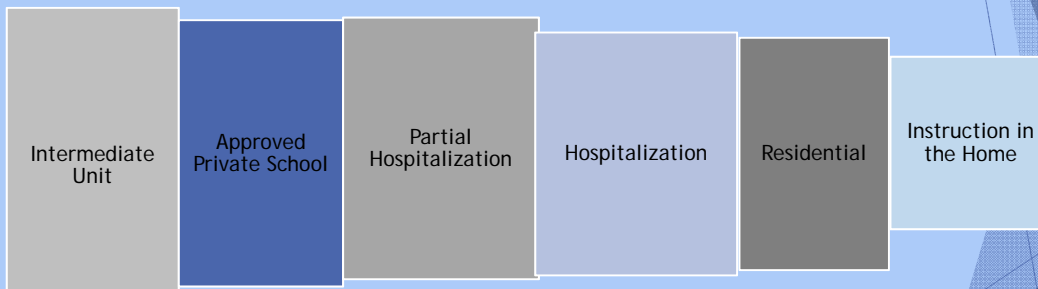 Intermediate
Unit
Approved
Private School
Partial
Hospitalization
Hospitalization
Residential
Instruction in
the Home